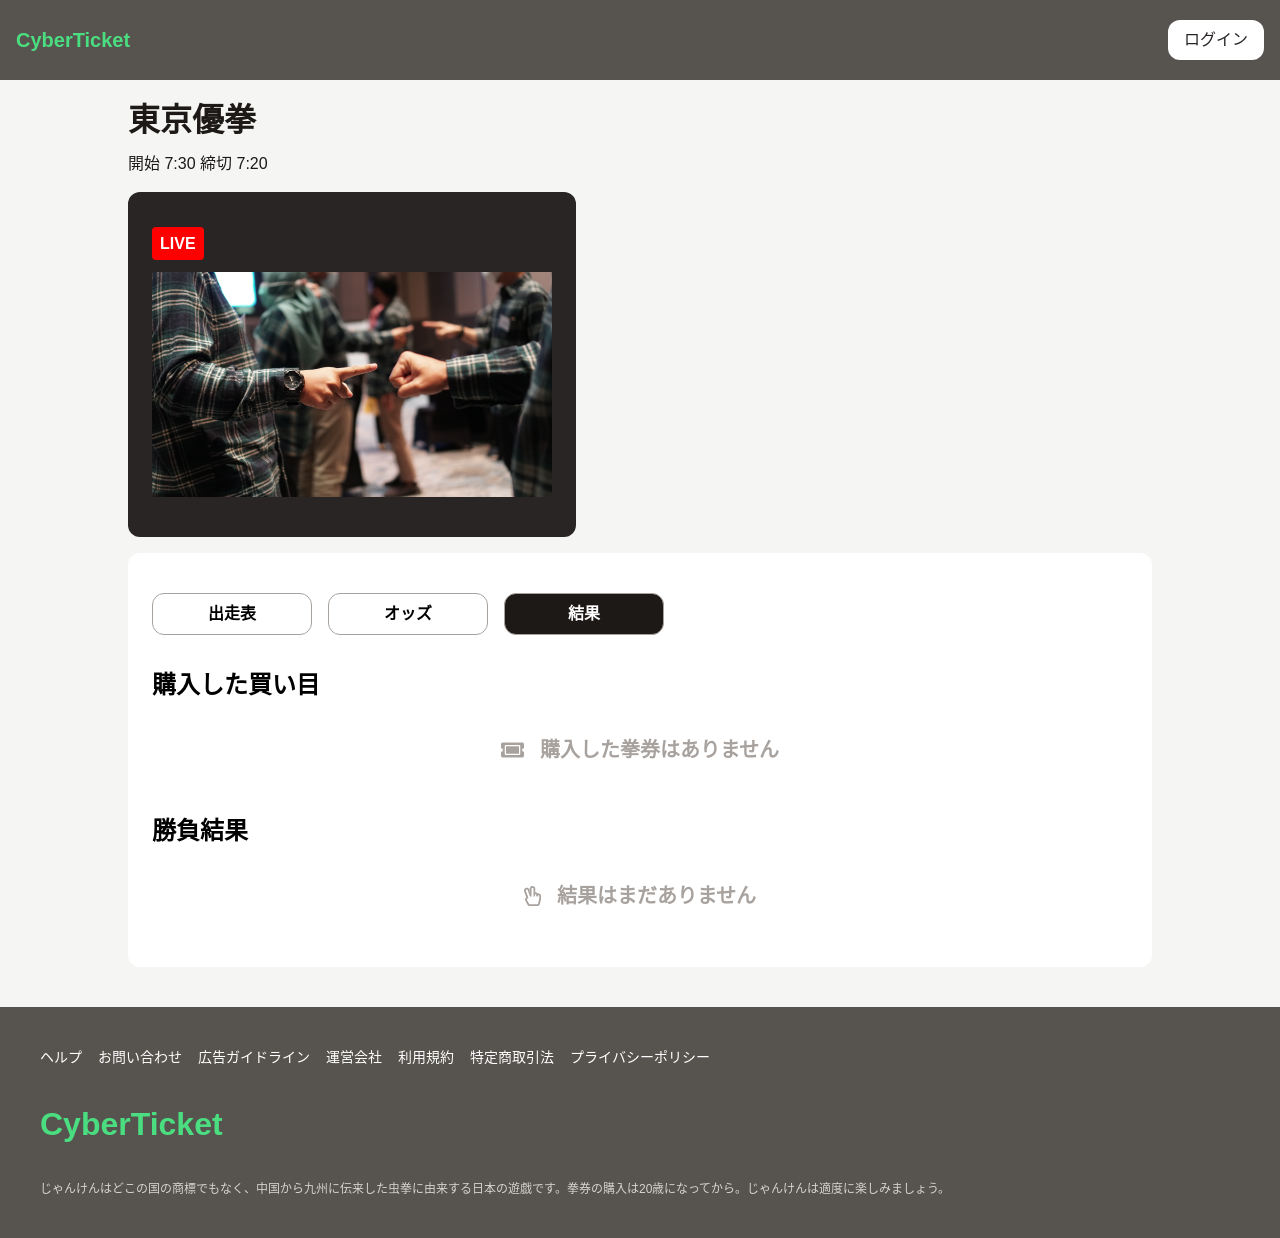 CyberTicket
ログイン
東京優拳
開始 7:30 締切 7:20
LIVE
出走表
オッズ
結果
購入した買い目
購入した拳券はありません
勝負結果
結果はまだありません
ヘルプ お問い合わせ 広告ガイドライン 運営会社 利用規約 特定商取引法 プライバシーポリシー
CyberTicket
じゃんけんはどこの国の商標でもなく、中国から九州に伝来した虫拳に由来する日本の遊戯です。拳券の購入は20歳になってから。じゃんけんは適度に楽しみましょう。